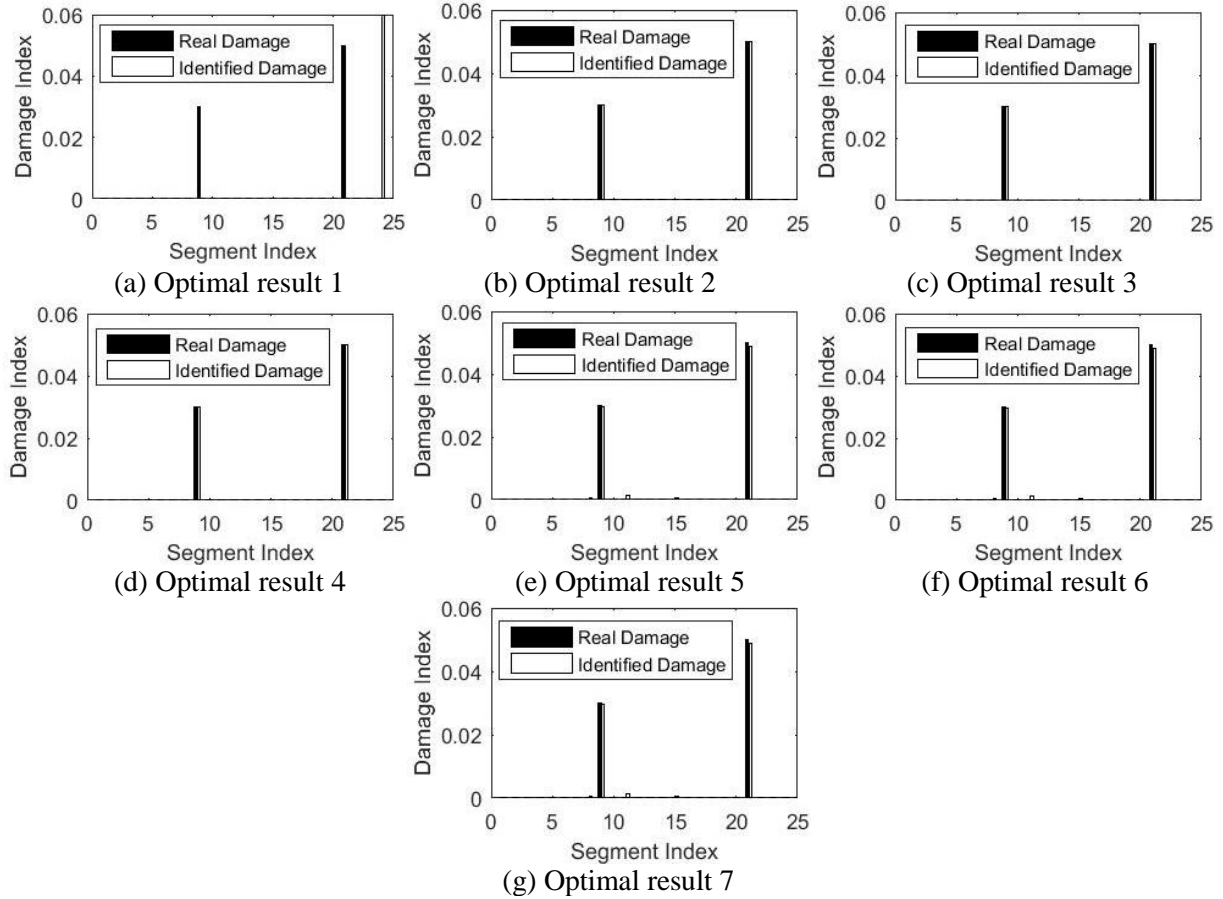 Damage Index
0.06
0.04
0.02
0
Real Damage
Identified Damage
0 5 10 15 20 25
Segment Index
(a) Optimal result 1
Damage Index
0.06
0.04
0.02
0
Real Damage
Identified Damage
0 5 10 15 20 25
Segment Index
(b) Optimal result 2
Damage Index
0.06
0.04
0.02
0
Real Damage
Identified Damage
0 5 10 15 20 25
Segment Index
(c) Optimal result 3
Damage Index
0.06
0.04
0.02
0
Real Damage
Identified Damage
0 5 10 15 20 25
Segment Index
(d) Optimal result 4
Damage Index
0.06
0.04
0.02
0
Real Damage
Identified Damage
0 5 10 15 20 25
Segment Index
(e) Optimal result 5
Damage Index
0.06
0.04
0.02
0
Real Damage
Identified Damage
0 5 10 15 20 25
Segment Index
(f) Optimal result 6
Damage Index
0.06
0.04
0.02
0
Real Damage
Identified Damage
0 5 10 15 20 25
Segment Index
(g) Optimal result 7